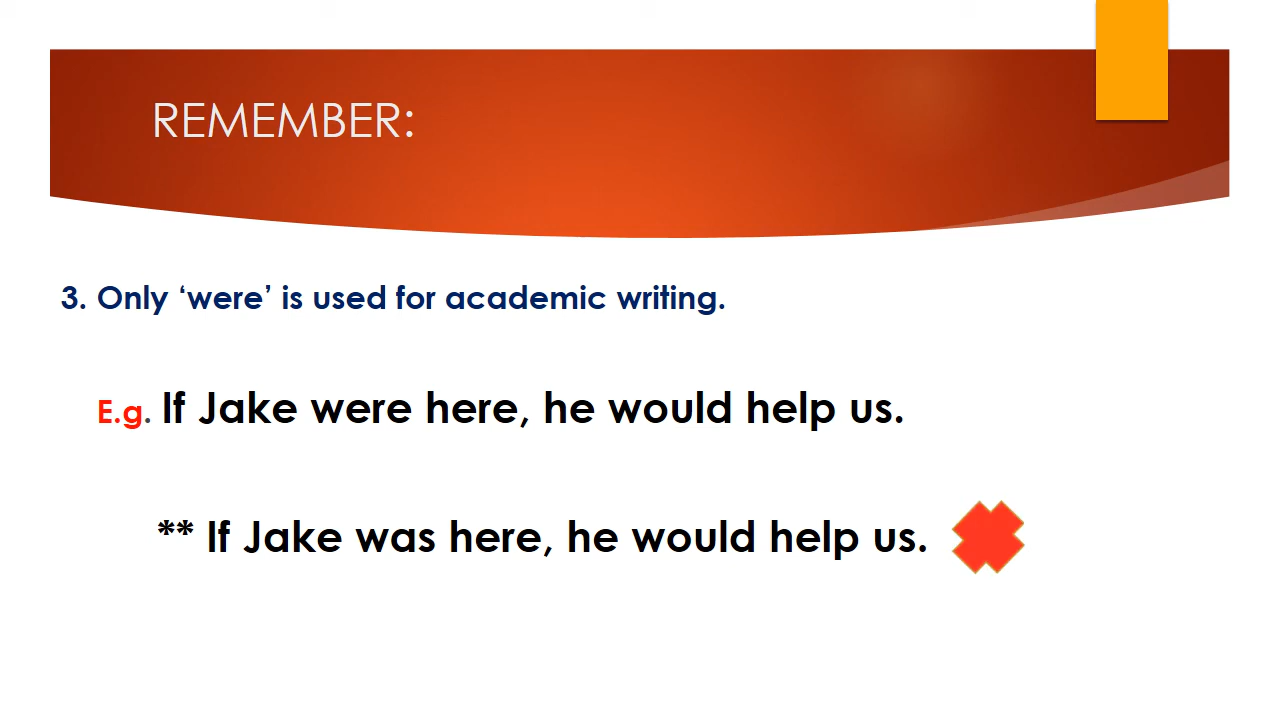 REMEMBER:
3. Only ‘were’ is used for academic writing.
E.g. If Jake were here, he would help us.
** If Jake was here, he would help us.